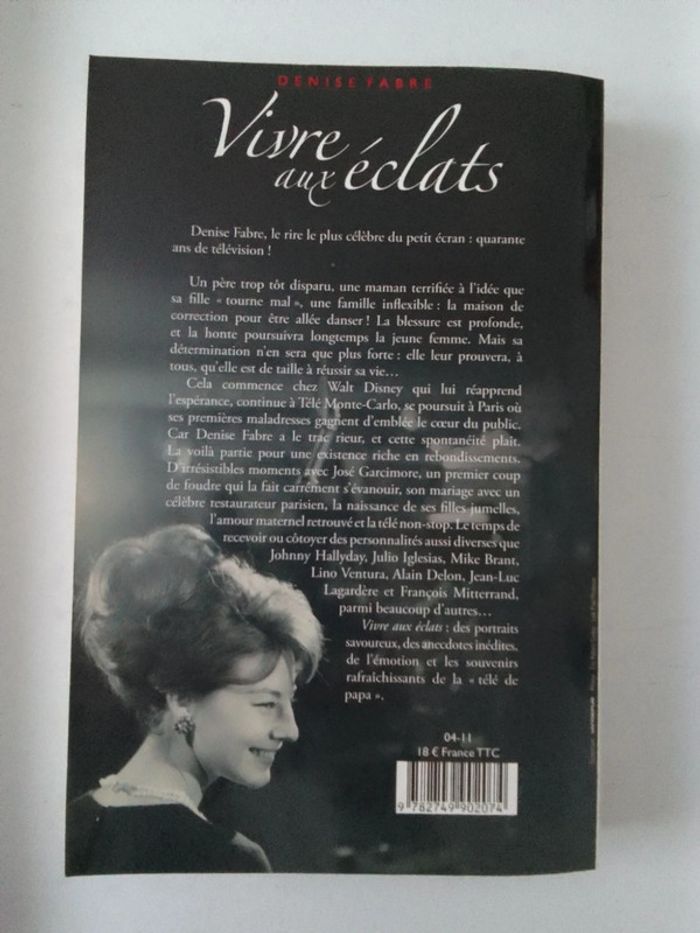 DENISE FABRE
Vivre
aux éclats
Denise Fabre, le rire le plus célèbre du petit écran : quarante
ans de télévision !
Un père trop tôt disparu, une maman terrifiée à l'idée que
sa fille « tourne mal », une famille inflexible : la maison de
correction pour être allée danser ! La blessure est profonde,
et la honte poursuivra longtemps la jeune femme. Mais sa
détermination n'en sera que plus forte : elle leur prouvera, à
tous, qu'elle est de taille à réussir sa vie…
Cela commence chez Walt Disney qui lui réapprend
l'espérance, continue à Télé Monte-Carlo, se poursuit à Paris où
ses premières maladresses gagnent d'emblée le cœur du public.
Car Denise Fabre a le trac rieur, et cette spontanéité plaît.
La voilà partie pour une existence riche en rebondissements.
D'irrésistibles moments avec José Garcimore, un premier coup
de foudre qui la fait carrément s'évanouir, son mariage avec un
célèbre restaurateur parisien, la naissance de ses filles jumelles,
l'amour maternel retrouvé et la télé non-stop. Le temps de
recevoir ou côtoyer des personnalités aussi diverses que
Johnny Hallyday, Julio Iglesias, Mike Brant,
Lino Ventura, Alain Delon, Jean-Luc
Lagardère et François Mitterrand,
parmi beaucoup d'autres…
Vivre aux éclats : des portraits
savoureux, des anecdotes inédites,
de l'émotion et les souvenirs
rafraîchissants de la « télé de
papa ».
04-11
18 € France TTC
9 782749 902074